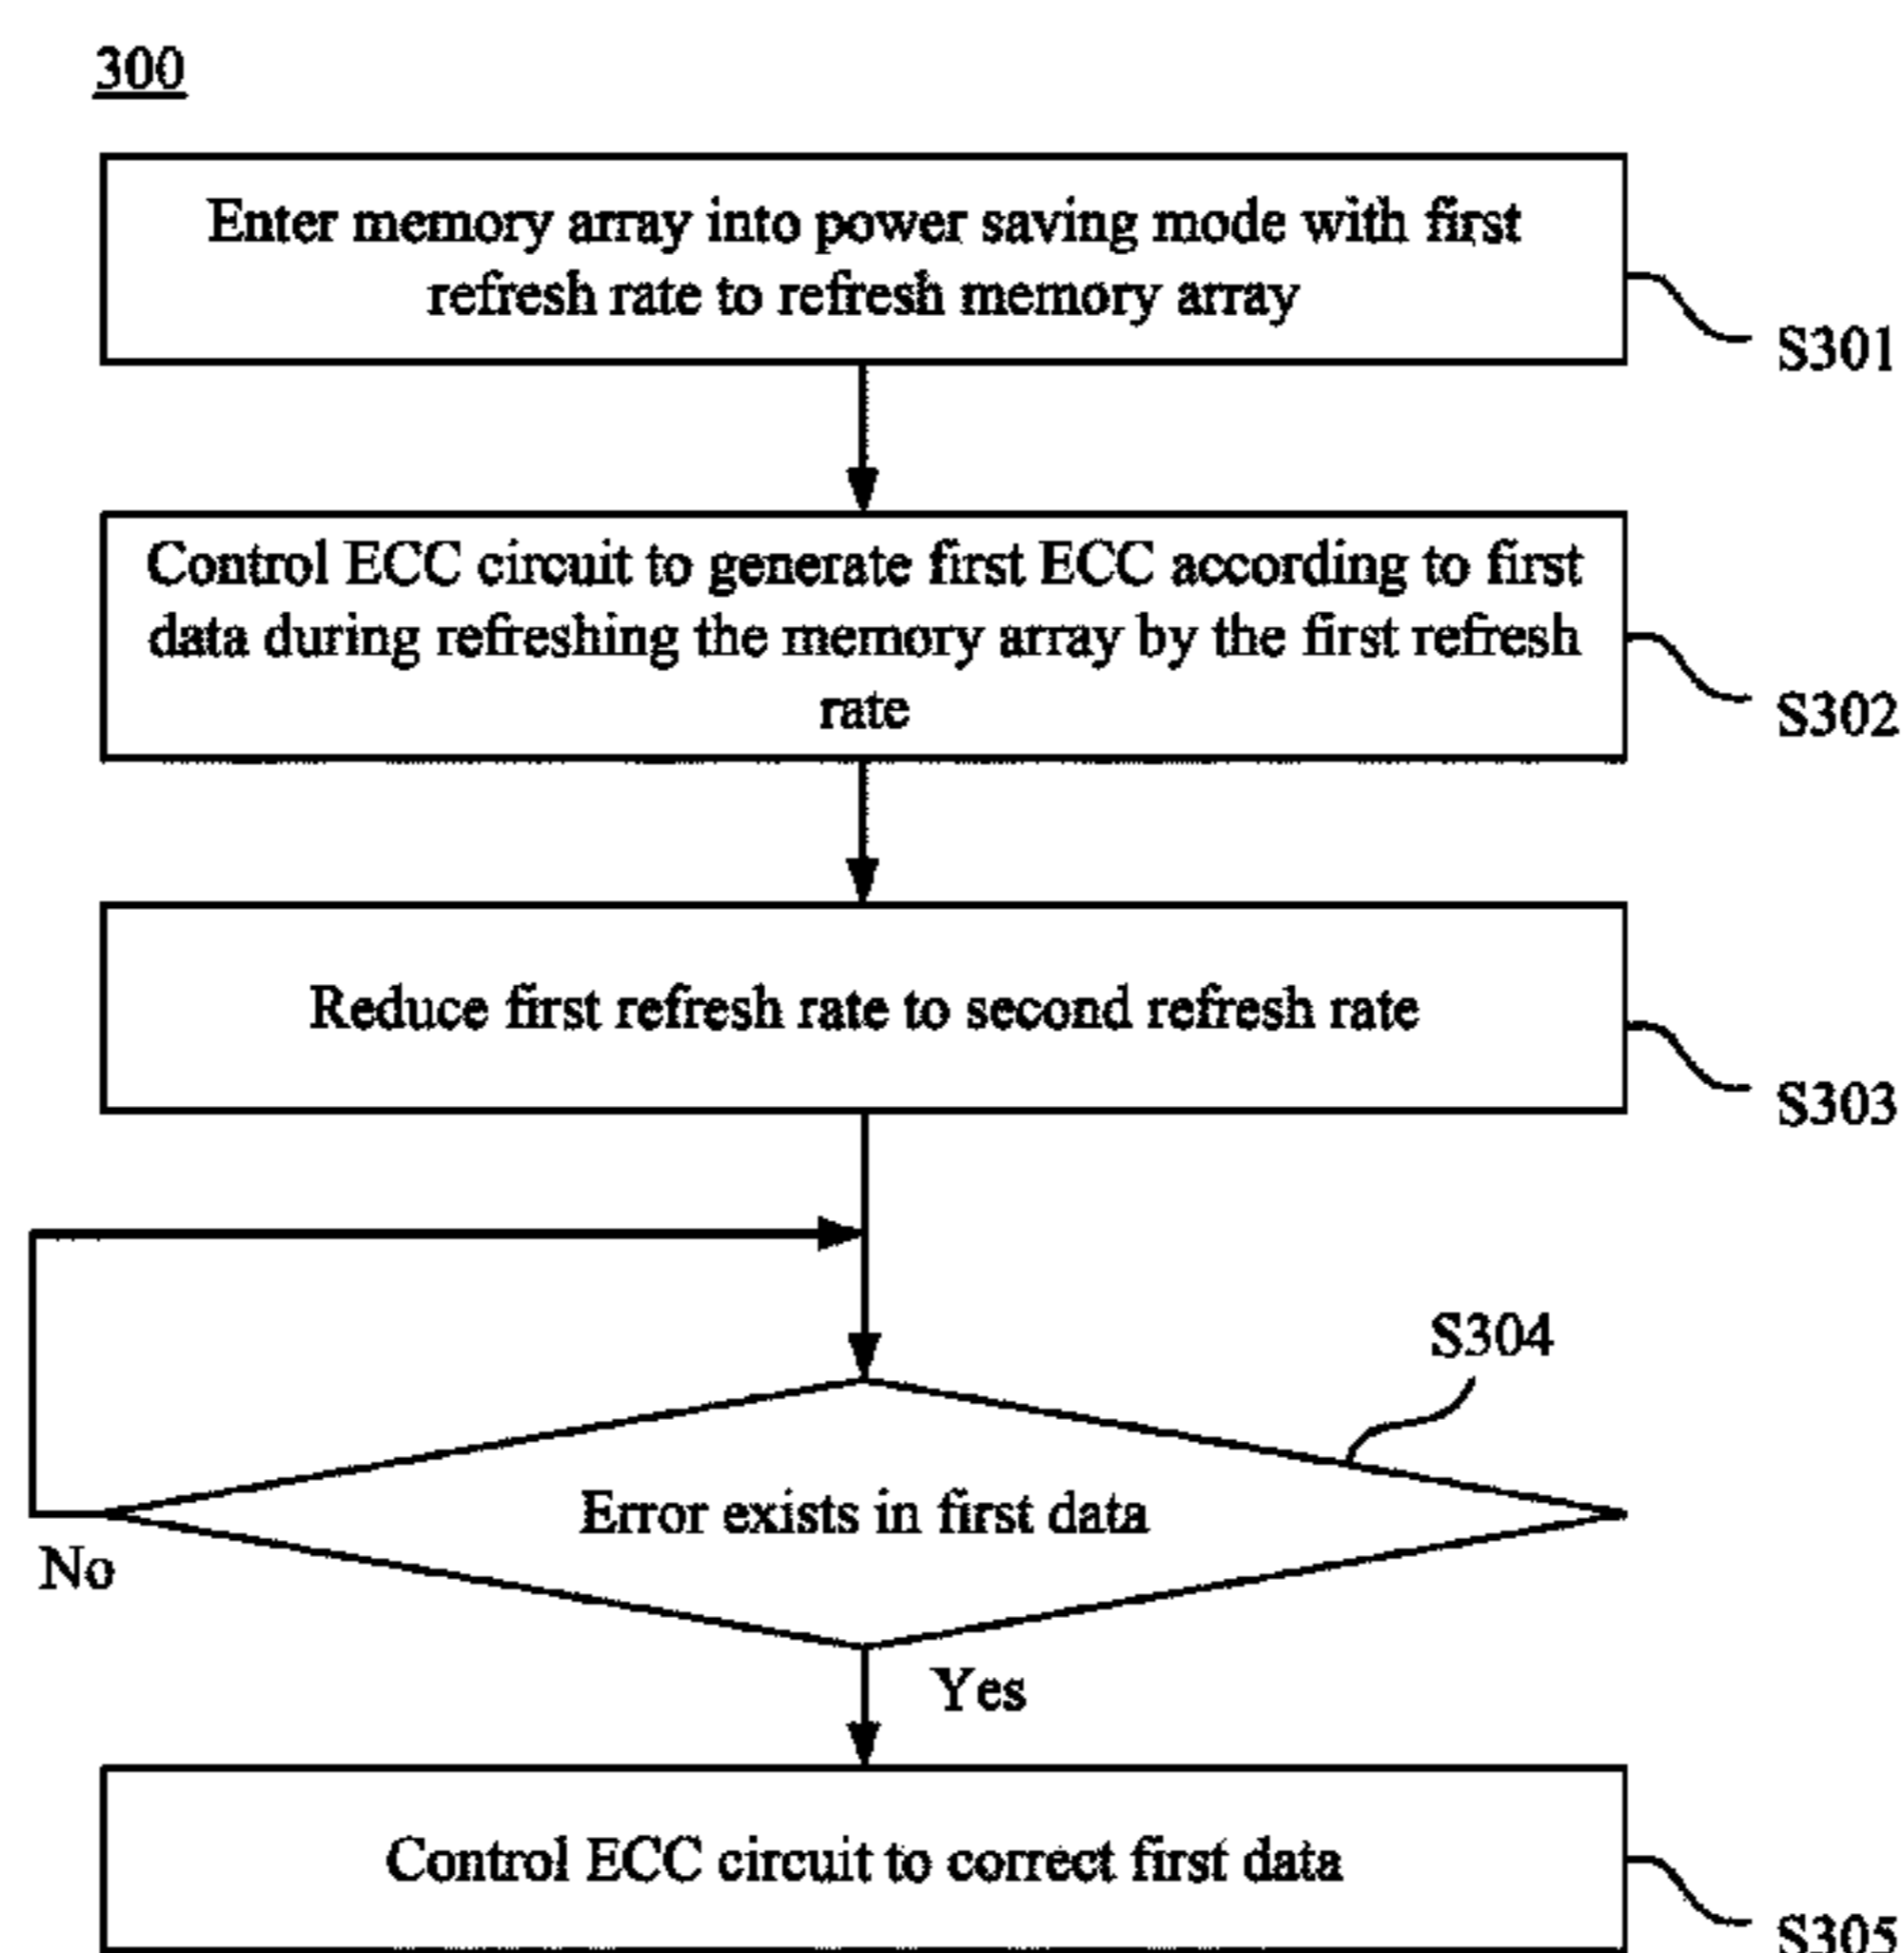 300
Enter memory array into power saving mode with first
refresh rate to refresh memory array
S301
Control ECC circuit to generate first ECC according to first
data during refreshing the memory array by the first refresh
rate
S302
Reduce first refresh rate to second refresh rate
S303
S304
Error exists in first data
No
Yes
Control ECC circuit to correct first data
S305